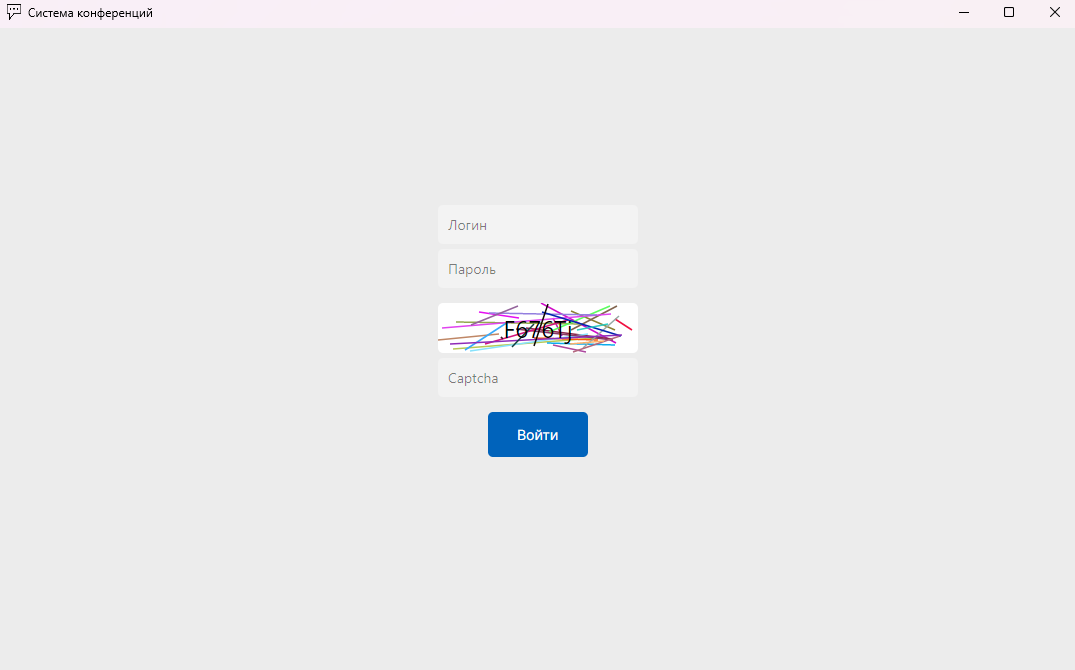 Система конференций
Логин
Пароль
Captcha
Войти